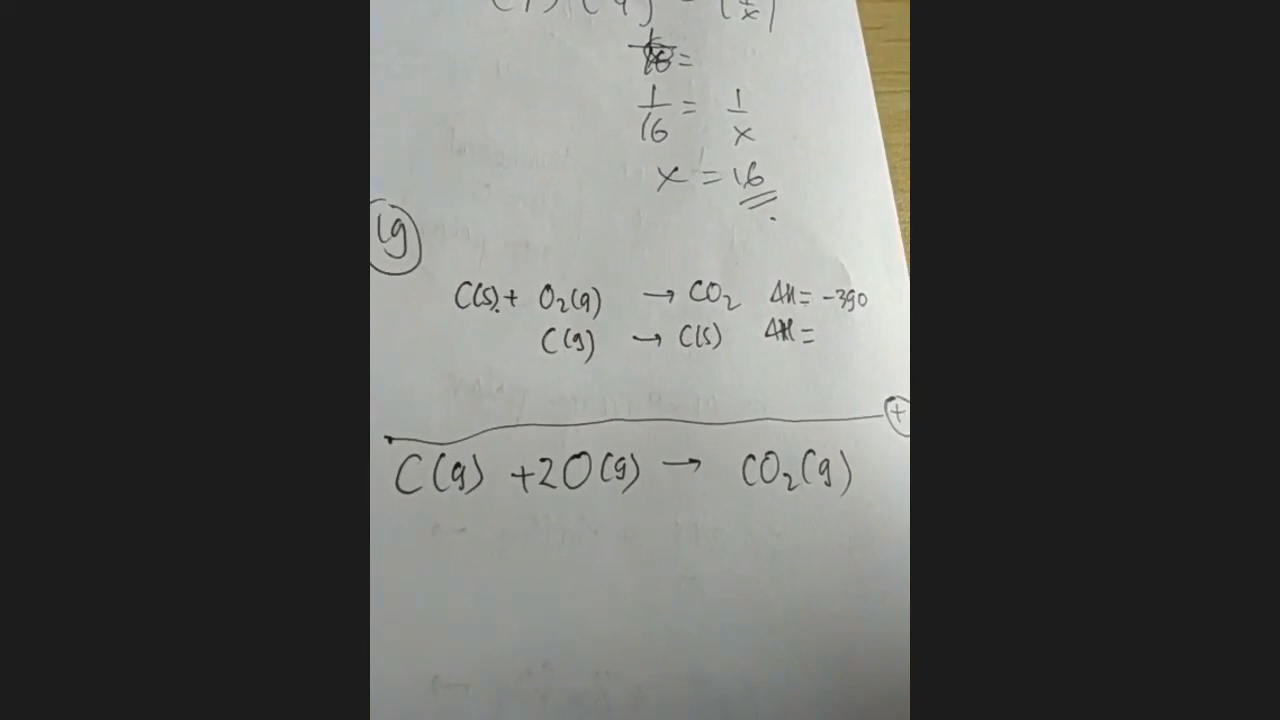 1/16 = 1/x
x = 16
19
C(s) + O₂(g) → CO₂ ΔH = -390
C(g) → C(s) ΔH =
+
C(g) + 2O(g) → CO₂(g)